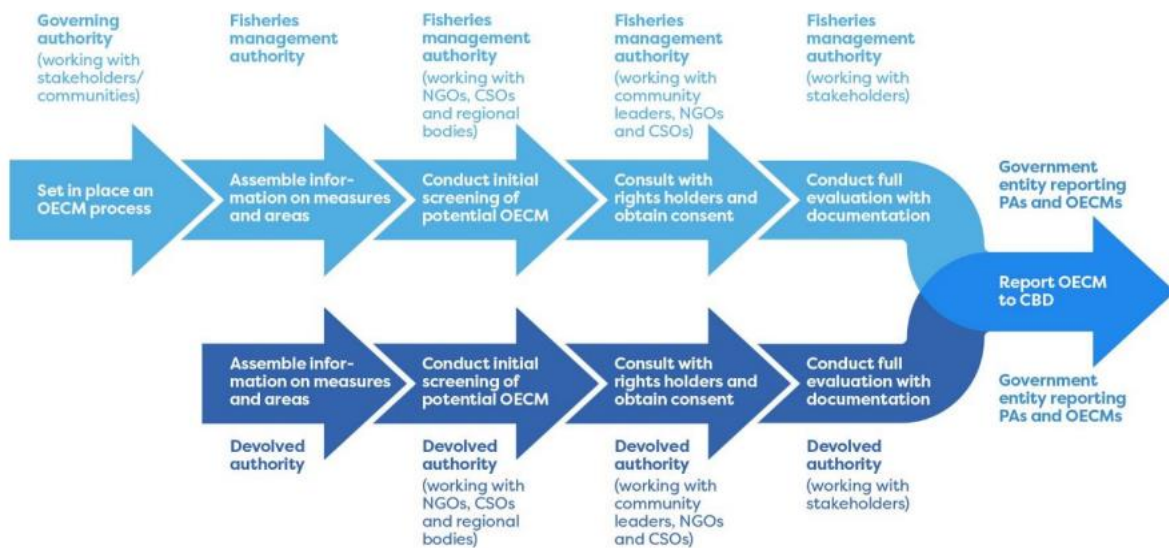 Governing
authority
(working with
stakeholders/
communities)
Fisheries
management
authority
Fisheries
management
authority
(working with
NGOs, CSOs
and regional
bodies)
Fisheries
management
authority
(working with
community
leaders, NGOs
and CSOs)
Fisheries
management
authority
(working with
stakeholders)
Set in place an
OECM process
Assemble infor-
mation on measures
and areas
Conduct initial
screening of
potential OECM
Consult with
rights holders and
obtain consent
Conduct full
evaluation with
documentation
Government
entity reporting
PAs and OECMs
Report OECM
to CBD
Assemble infor-
mation on measures
and areas
Conduct initial
screening of
potential OECM
Consult with
rights holders and
obtain consent
Conduct full
evaluation with
documentation
Government
entity reporting
PAs and OECMs
Devolved
authority
Devolved
authority
(working with
NGOs, CSOs
and regional
bodies)
Devolved
authority
(working with
community
leaders, NGOs
and CSOs)
Devolved
authority
(working with
stakeholders)